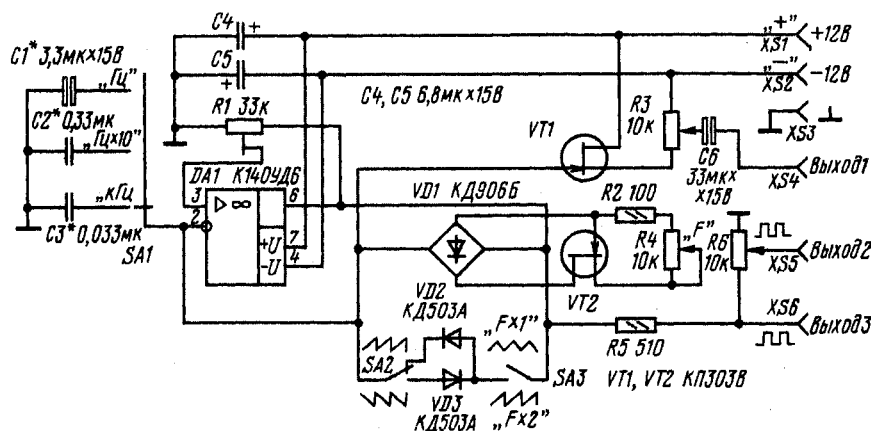 C4 +
„+" +12В
XS1
C1* 3,3мк×15В
C5 +
„−" −12В
XS2
„Гц"
R1 33к
C4, C5 6,8мк×15В
C2* 0,33мк
VT1
R3
10к
XS3
„Гц×10"
C6
33мк×
×15В
Выход1
XS4
DA1 К140УД6
„кГц"
3
2
▷ ∞
6
+U 7
−U 4
VD1 КД906Б
R2 100
C3* 0,033мк
SA1
R4
10к
„F"
R6
10к
Выход2
XS5
VD2
КД503А
VT2
XS6
Выход3
„F×1"
SA2
SA3
R5 510
VT1, VT2 КП303В
VD3
КД503А
„F×2"